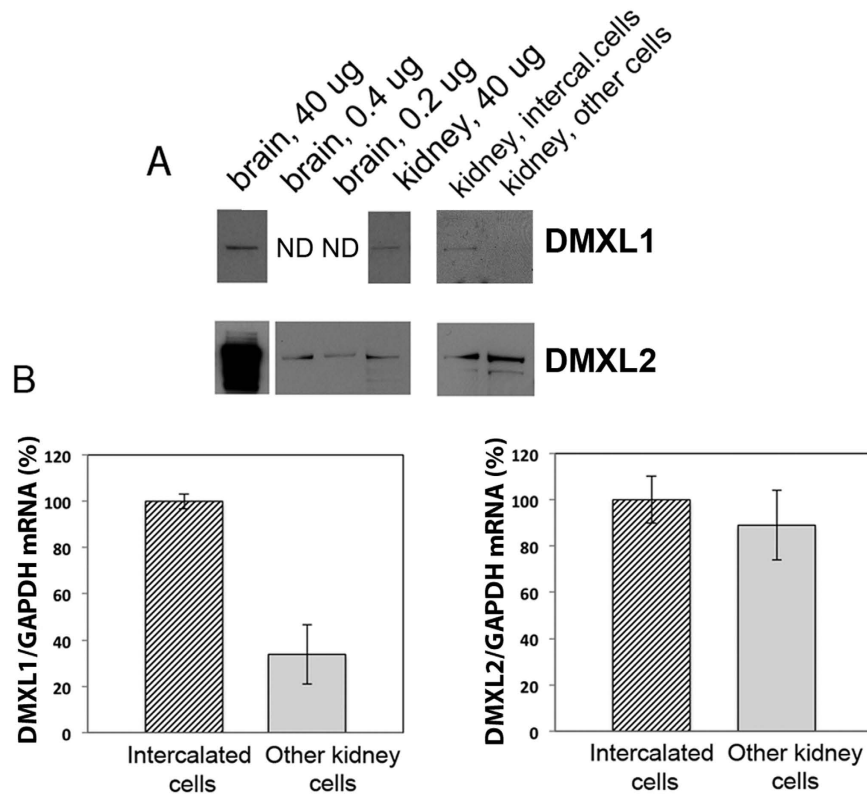 A
brain, 40 ug
brain, 0.4 ug
brain, 0.2 ug
kidney, 40 ug
kidney, intercal.cells
kidney, other cells
ND ND
DMXL1
DMXL2
B
DMXL1/GAPDH mRNA (%)
120
100
80
60
40
20
0
Intercalated
cells
Other kidney
cells
DMXL2/GAPDH mRNA (%)
120
100
80
60
40
20
0
Intercalated
cells
Other kidney
cells